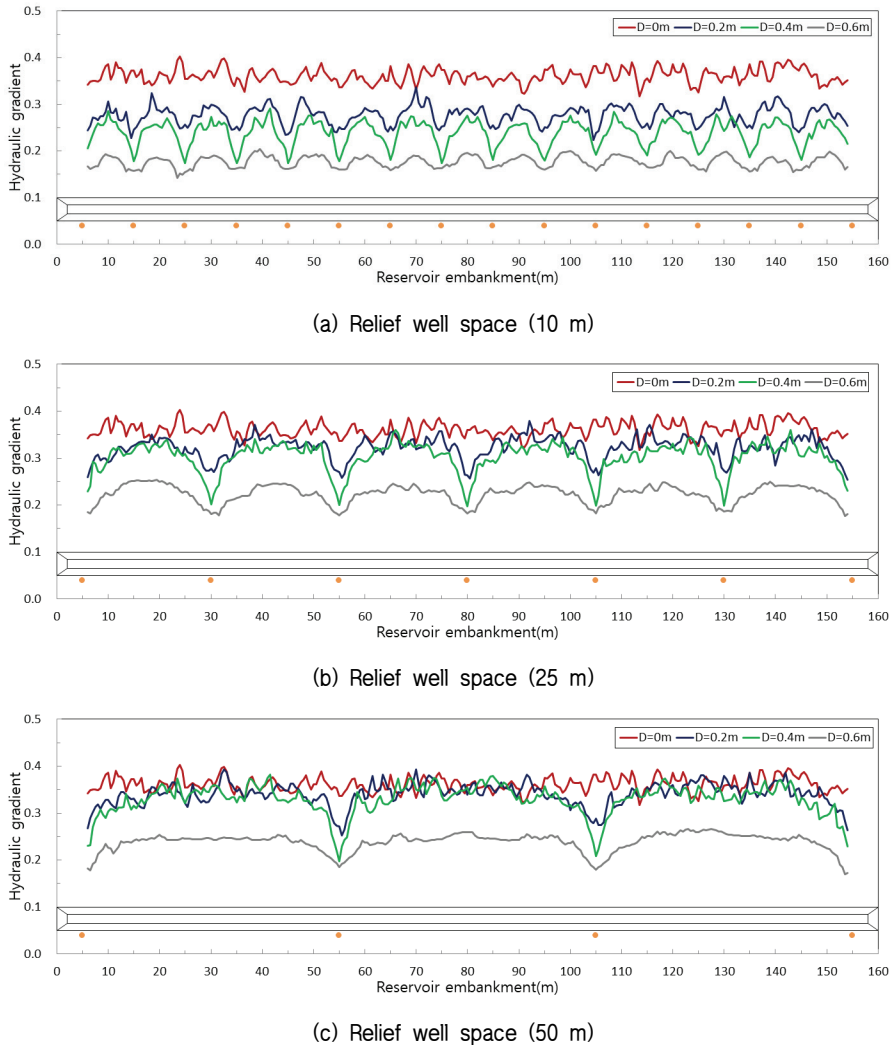 0.5
0.4
0.3
0.2
0.1
0.0
Hydraulic gradient
D=0m D=0.2m D=0.4m D=0.6m
0 10 20 30 40 50 60 70 80 90 100 110 120 130 140 150 160
Reservoir embankment(m)
(a) Relief well space (10 m)
0.5
0.4
0.3
0.2
0.1
0.0
Hydraulic gradient
D=0m D=0.2m D=0.4m D=0.6m
0 10 20 30 40 50 60 70 80 90 100 110 120 130 140 150 160
Reservoir embankment(m)
(b) Relief well space (25 m)
0.5
0.4
0.3
0.2
0.1
0.0
Hydraulic gradient
D=0m D=0.2m D=0.4m D=0.6m
0 10 20 30 40 50 60 70 80 90 100 110 120 130 140 150 160
Reservoir embankment(m)
(c) Relief well space (50 m)